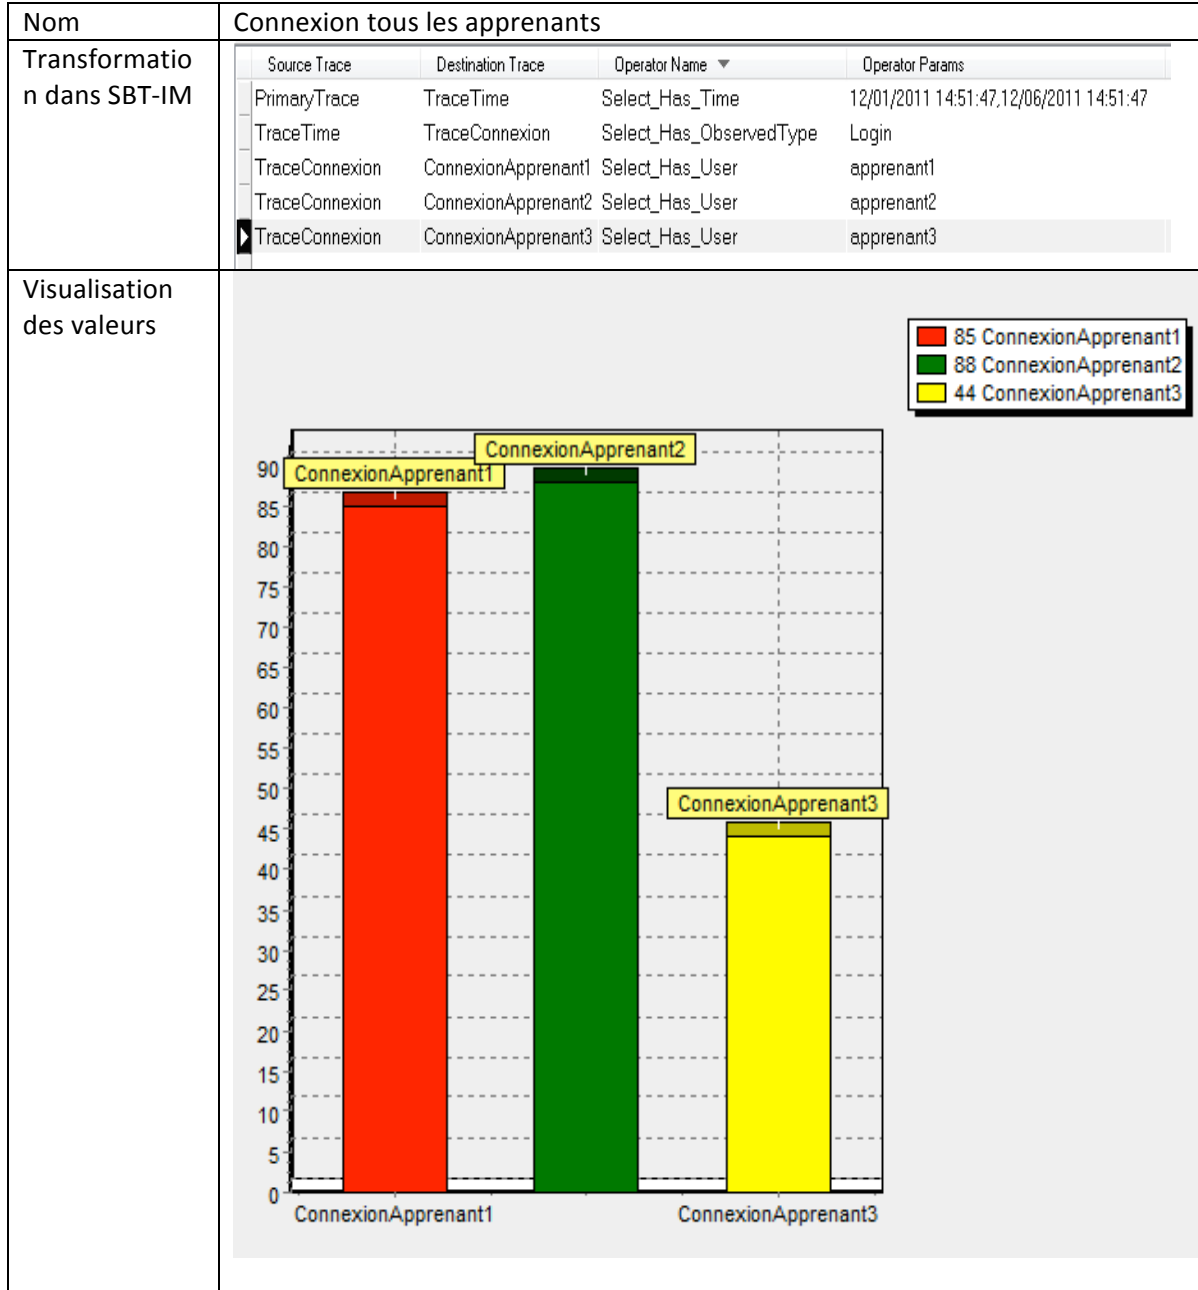 Nom
Connexion tous les apprenants
Transformatio
n dans SBT-IM
Source Trace Destination Trace Operator Name Operator Params
PrimaryTrace TraceTime Select_Has_Time 12/01/2011 14:51:47,12/06/2011 14:51:47
TraceTime TraceConnexion Select_Has_ObservedType Login
TraceConnexion ConnexionApprenant1 Select_Has_User apprenant1
TraceConnexion ConnexionApprenant2 Select_Has_User apprenant2
TraceConnexion ConnexionApprenant3 Select_Has_User apprenant3
Visualisation
des valeurs
85 ConnexionApprenant1
88 ConnexionApprenant2
44 ConnexionApprenant3
ConnexionApprenant2
ConnexionApprenant1
ConnexionApprenant3
90
85
80
75
70
65
60
55
50
45
40
35
30
25
20
15
10
5
0
ConnexionApprenant1 ConnexionApprenant3